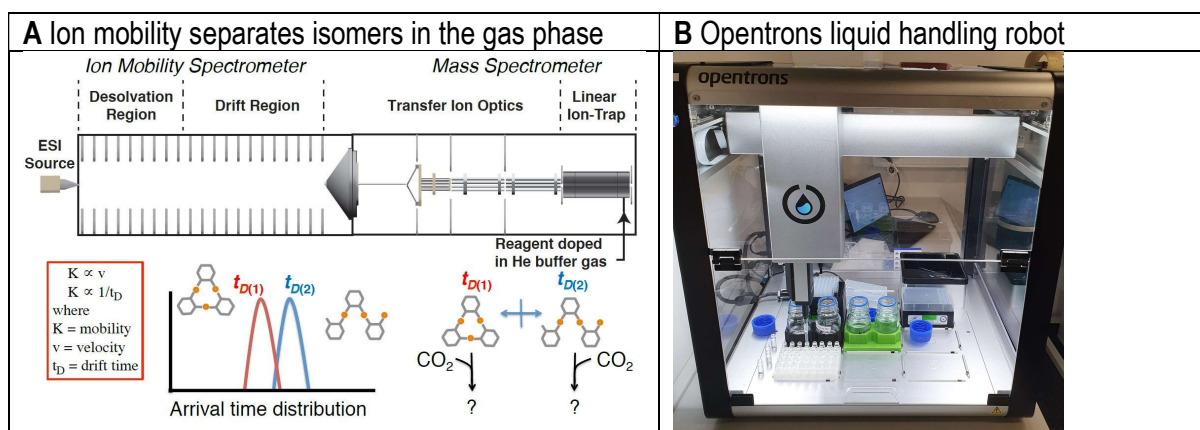 A Ion mobility separates isomers in the gas phase
Ion Mobility Spectrometer
Mass Spectrometer
Desolvation
Region
Drift Region
Transfer Ion Optics
Linear
Ion-Trap
ESI
Source
Reagent doped
in He buffer gas
K ∝ v
K ∝ 1/tD
where
K = mobility
v = velocity
tD = drift time
tD(1)
tD(2)
Arrival time distribution
tD(1)
tD(2)
CO2
CO2
?
?
B Opentrons liquid handling robot
opentrons